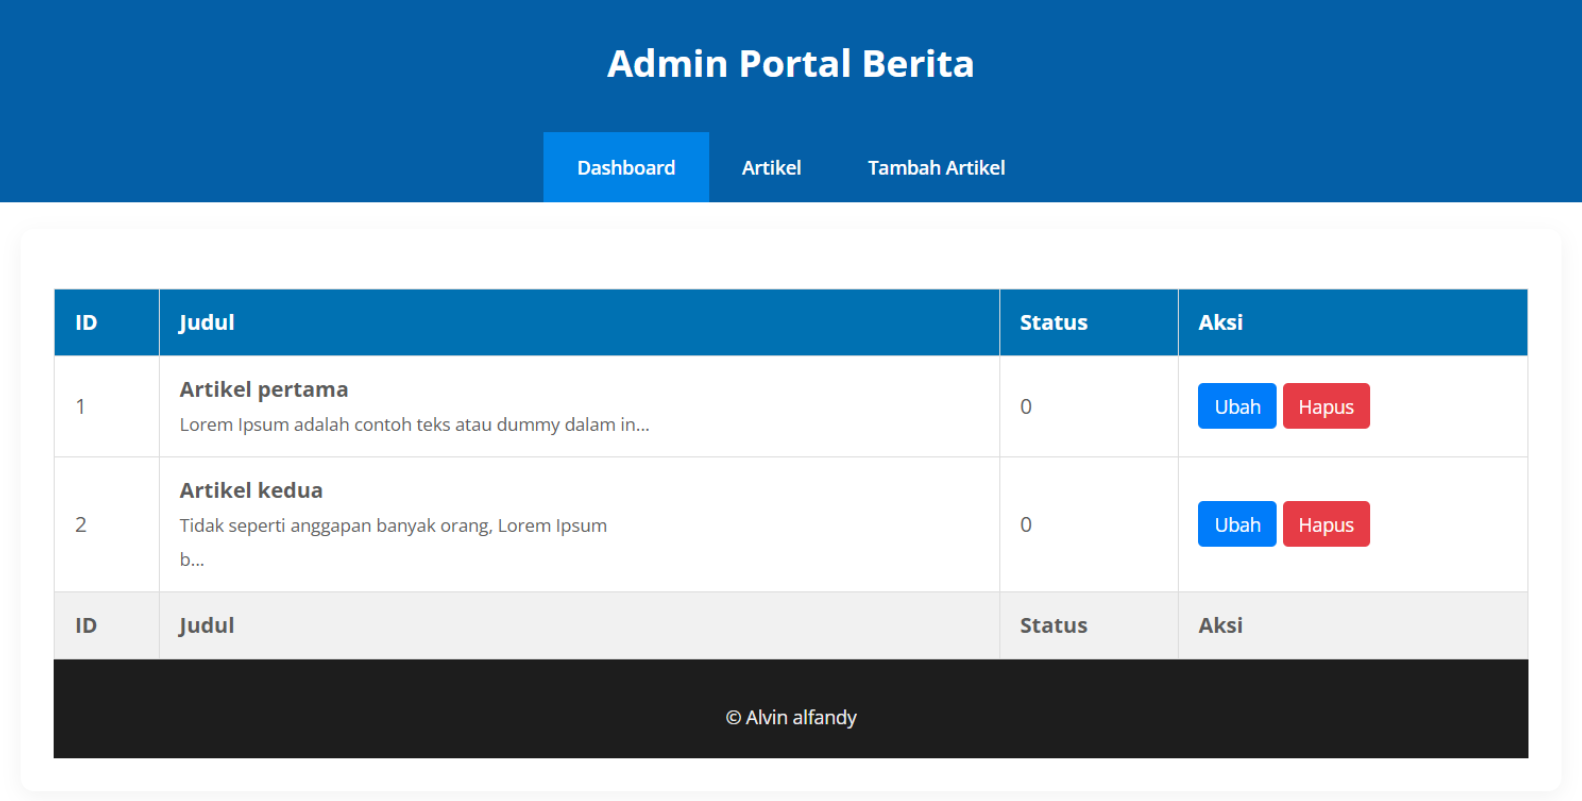 Admin Portal Berita
Dashboard Artikel Tambah Artikel
ID Judul Status Aksi
1 Artikel pertama 0 Ubah Hapus
Lorem Ipsum adalah contoh teks atau dummy dalam in...
2 Artikel kedua 0 Ubah Hapus
Tidak seperti anggapan banyak orang, Lorem Ipsum
b...
ID Judul Status Aksi
© Alvin alfandy